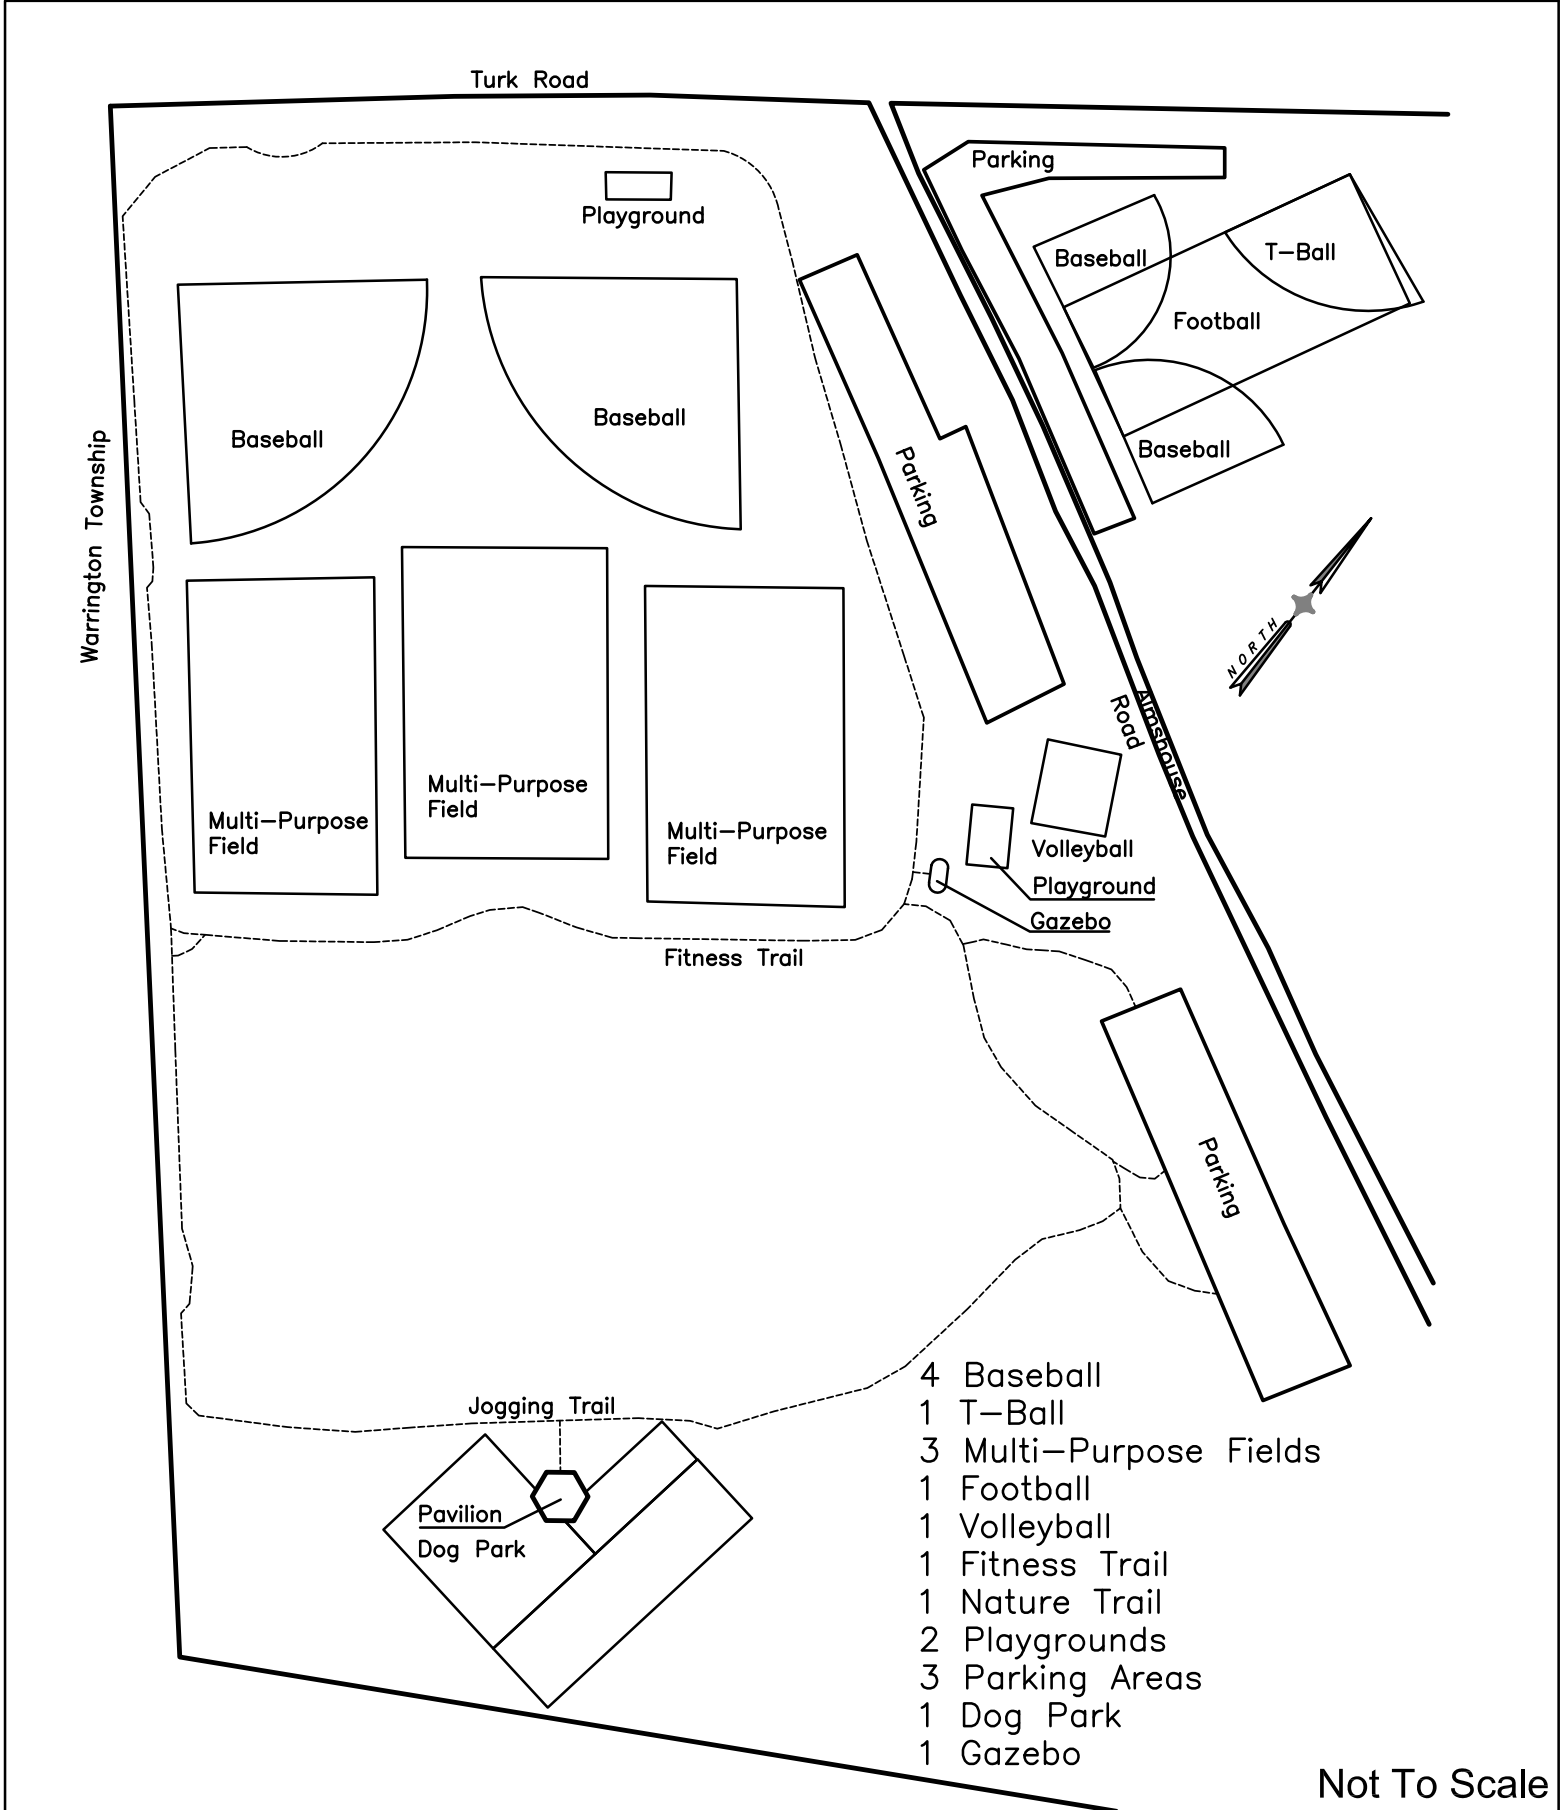 Turk Road
Parking
Playground
Baseball
T-Ball
Football
Baseball
Baseball
Baseball
Parking
Warrington Township
NORTH
Almshouse
Road
Multi-Purpose
Field
Multi-Purpose
Field
Multi-Purpose
Field
Volleyball
Playground
Gazebo
Fitness Trail
Parking
Jogging Trail
Pavilion
Dog Park
4 Baseball
1 T-Ball
3 Multi-Purpose Fields
1 Football
1 Volleyball
1 Fitness Trail
1 Nature Trail
2 Playgrounds
3 Parking Areas
1 Dog Park
1 Gazebo
Not To Scale